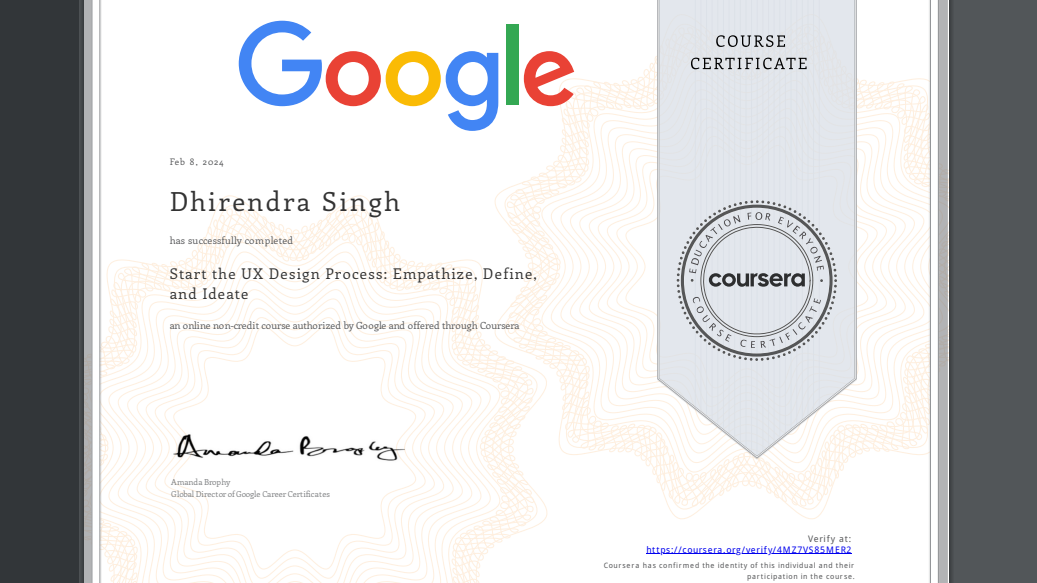 Google
COURSE
CERTIFICATE
Feb 8, 2024
Dhirendra Singh
has successfully completed
Start the UX Design Process: Empathize, Define,
and Ideate
an online non-credit course authorized by Google and offered through Coursera
EDUCATION FOR EVERYONE
coursera
COURSE CERTIFICATE
Amanda Brophy
Amanda Brophy
Global Director of Google Career Certificates
Verify at:
https://coursera.org/verify/4MZ7VS85MER2
Coursera has confirmed the identity of this individual and their
participation in the course.